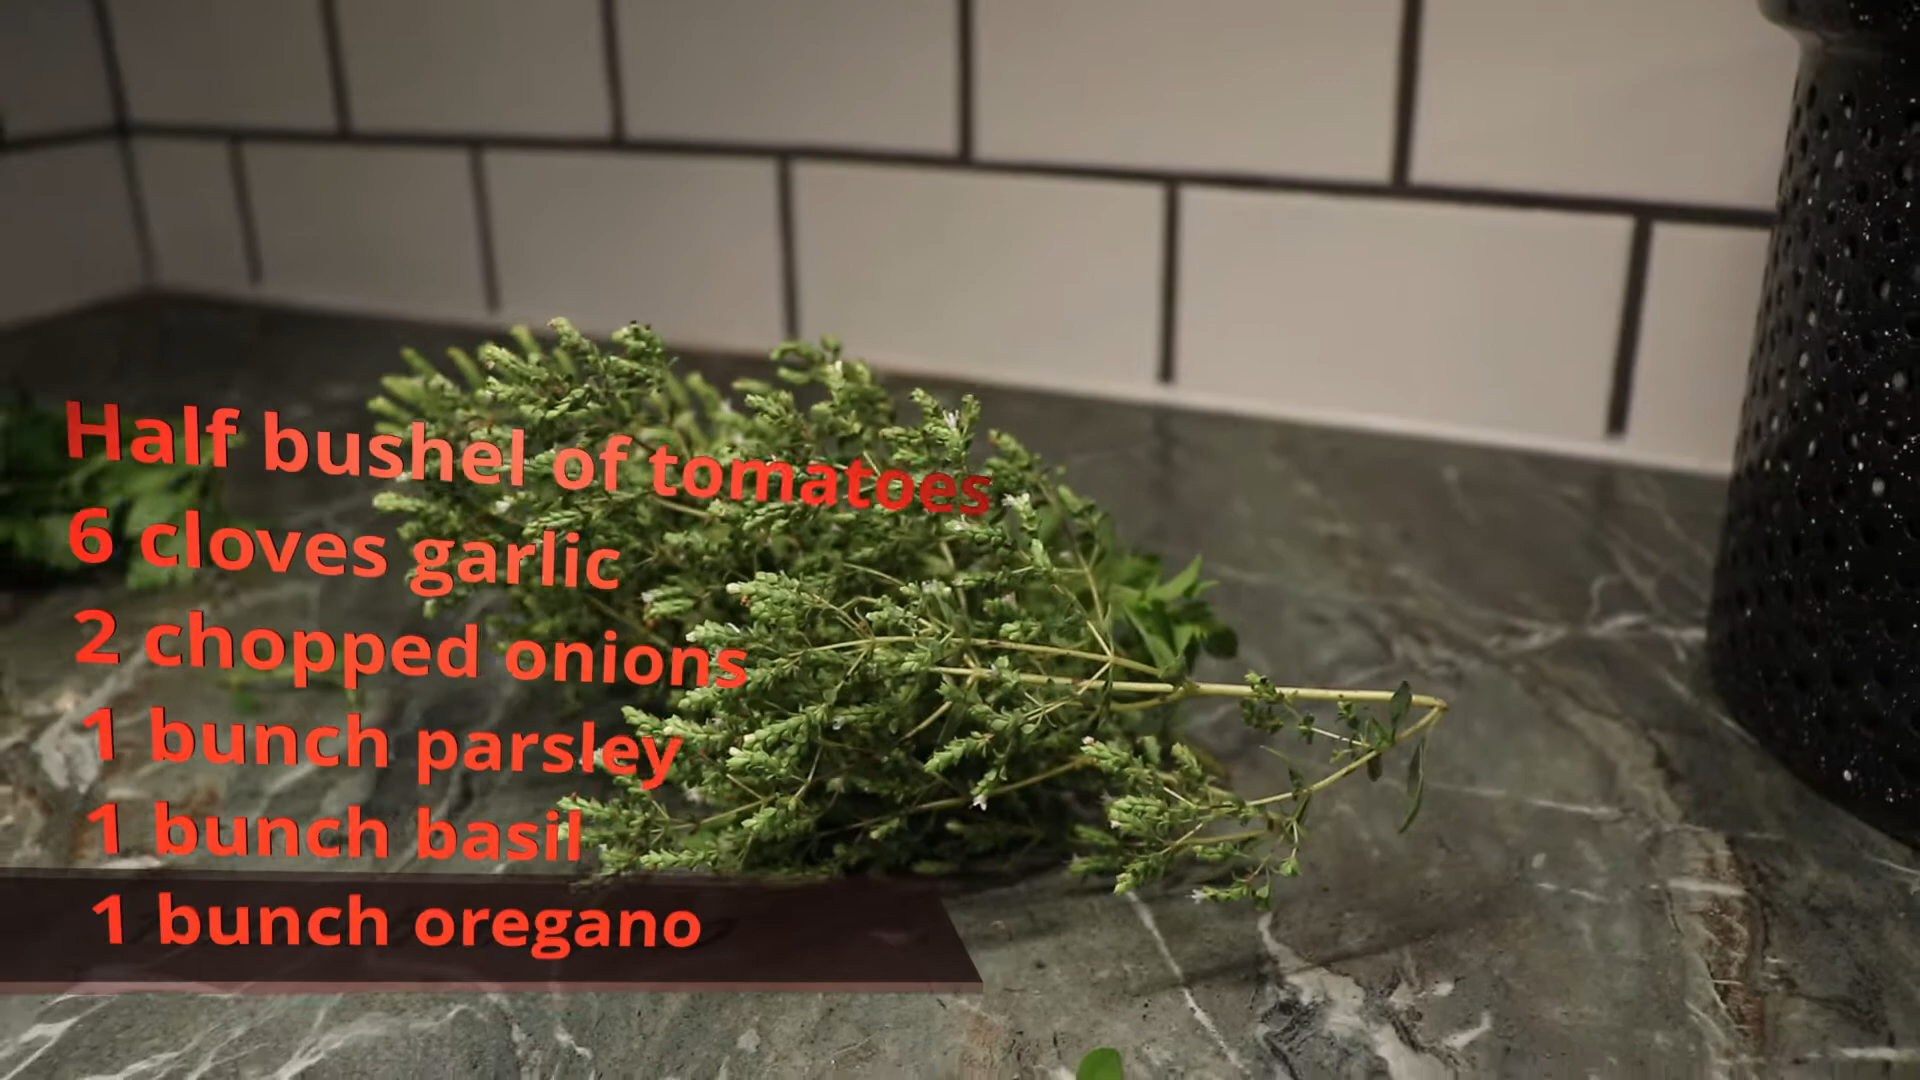 Half bushel of tomatoes
6 cloves garlic
2 chopped onions
1 bunch parsley
1 bunch basil
1 bunch oregano